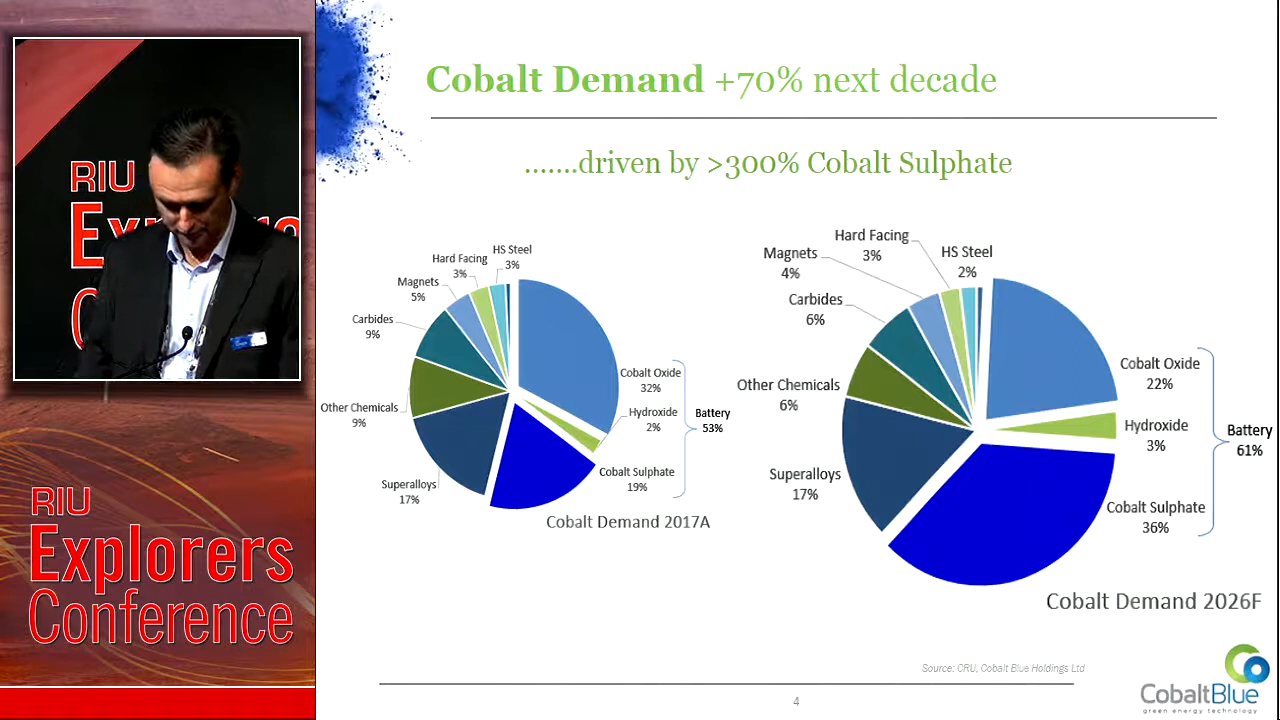 RIU
Explorers
Conference
Cobalt Demand +70% next decade
.......driven by >300% Cobalt Sulphate
HS Steel
3%
Hard Facing
3%
Magnets
5%
Carbides
9%
Other Chemicals
9%
Superalloys
17%
Cobalt Oxide
32%
Hydroxide
2%
Cobalt Sulphate
19%
Battery
53%
Cobalt Demand 2017A
HS Steel
2%
Hard Facing
3%
Magnets
4%
Carbides
6%
Other Chemicals
6%
Superalloys
17%
Cobalt Oxide
22%
Hydroxide
3%
Cobalt Sulphate
36%
Battery
61%
Cobalt Demand 2026F
Source: CRU, Cobalt Blue Holdings Ltd
4
CobaltBlue
green energy technology
RIU